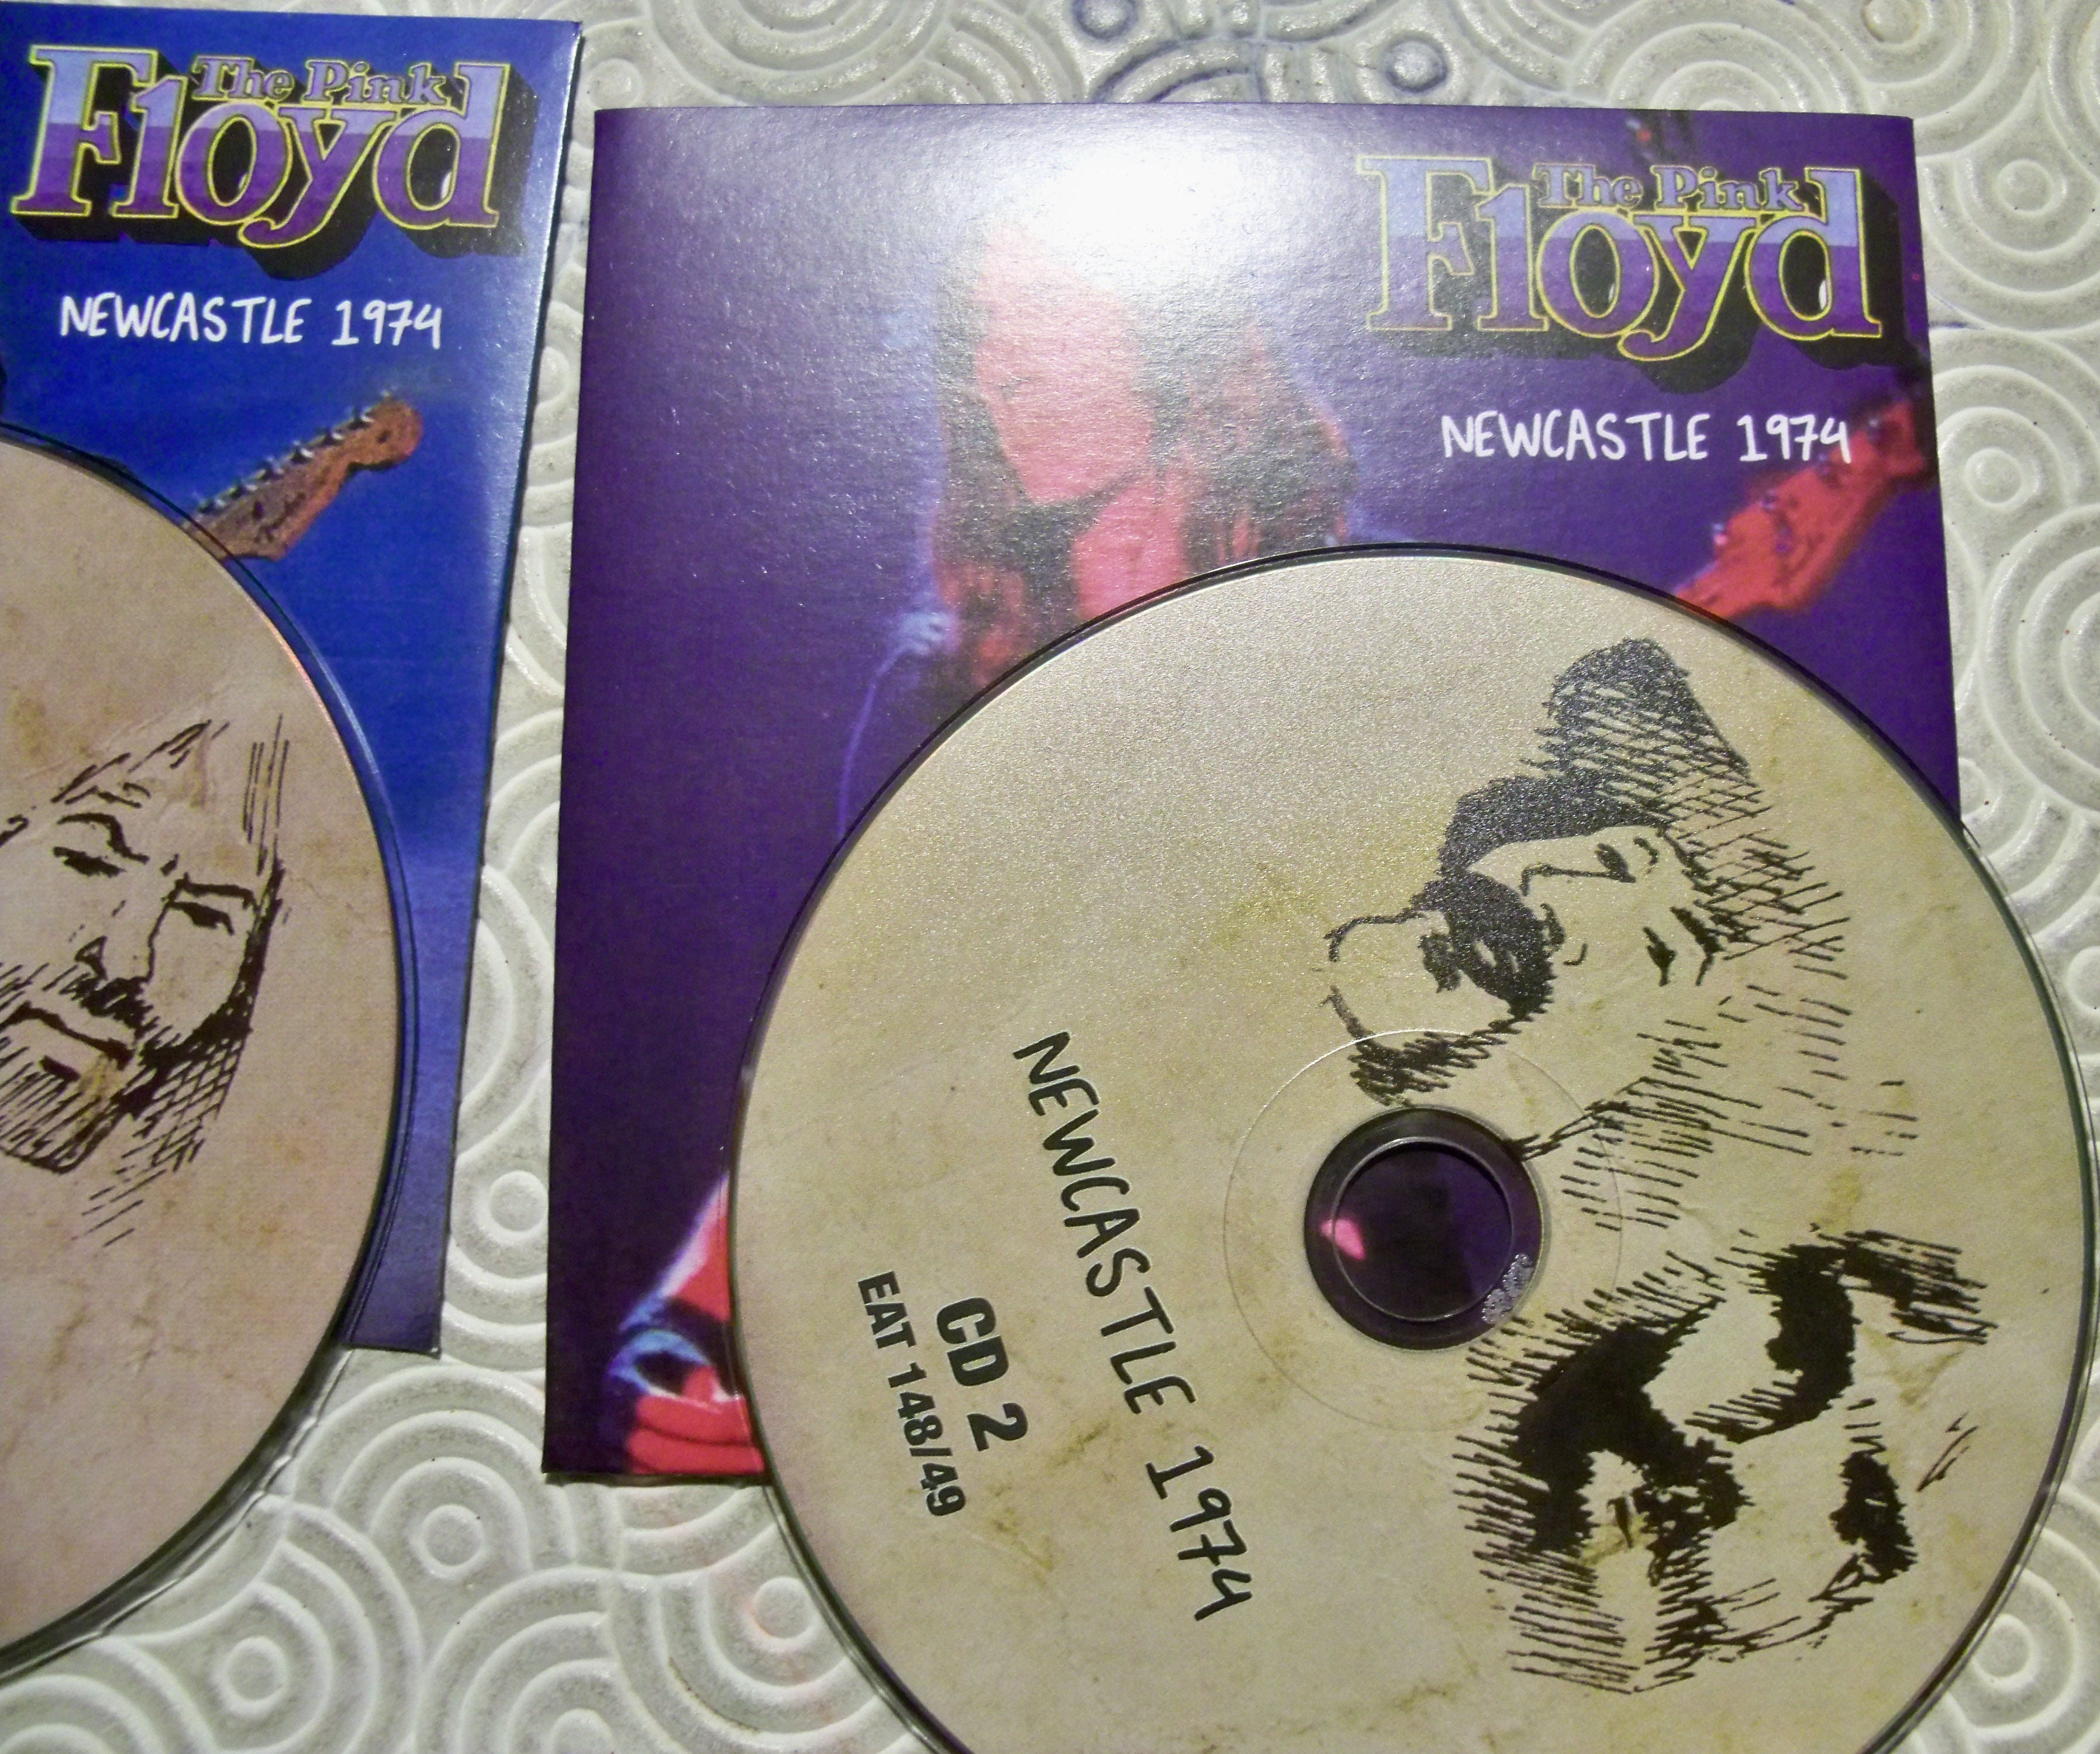 The Pink
Floyd
NEWCASTLE 1974
The Pink
Floyd
NEWCASTLE 1974
NEWCASTLE 1974
CD 2
EAT 148/49